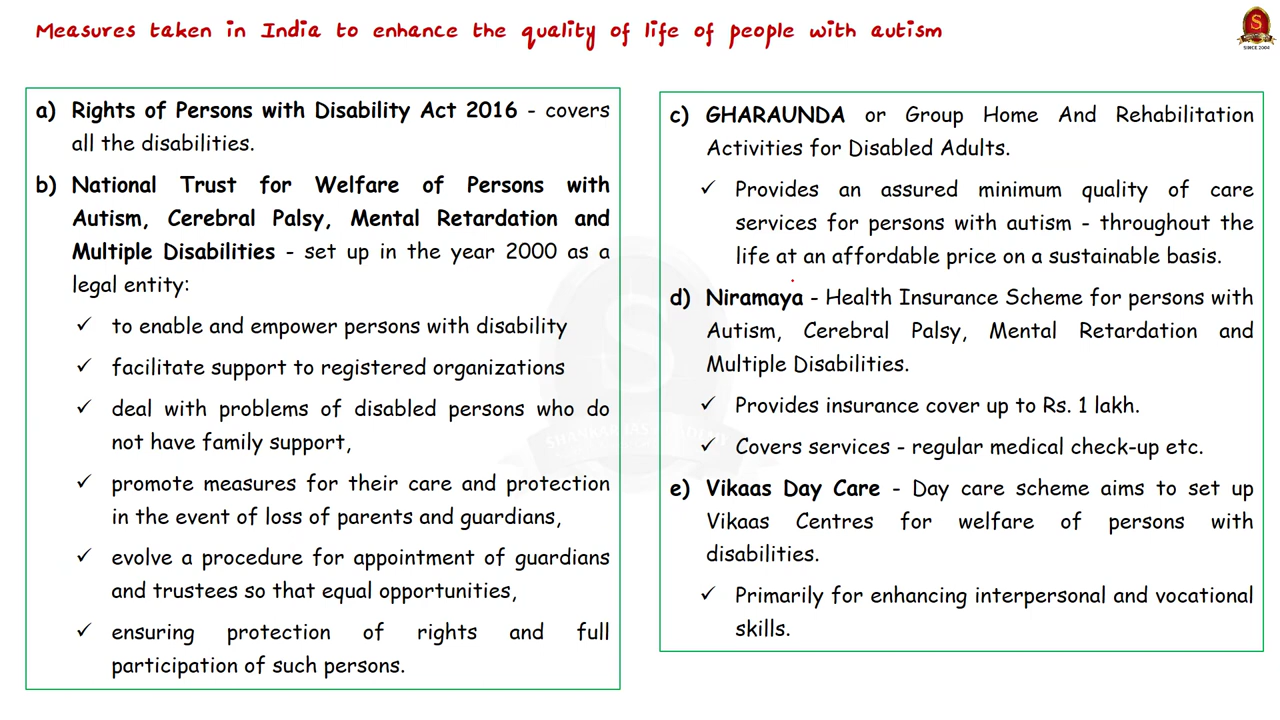 Measures taken in India to enhance the quality of life of people with autism
S
SINCE 2004
a) Rights of Persons with Disability Act 2016 - covers
all the disabilities.
b) National Trust for Welfare of Persons with
Autism, Cerebral Palsy, Mental Retardation and
Multiple Disabilities - set up in the year 2000 as a
legal entity:
✓ to enable and empower persons with disability
✓ facilitate support to registered organizations
✓ deal with problems of disabled persons who do
not have family support,
✓ promote measures for their care and protection
in the event of loss of parents and guardians,
✓ evolve a procedure for appointment of guardians
and trustees so that equal opportunities,
✓ ensuring protection of rights and full
participation of such persons.
c) GHARAUNDA or Group Home And Rehabilitation
Activities for Disabled Adults.
✓ Provides an assured minimum quality of care
services for persons with autism - throughout the
life at an affordable price on a sustainable basis.
d) Niramaya - Health Insurance Scheme for persons with
Autism, Cerebral Palsy, Mental Retardation and
Multiple Disabilities.
✓ Provides insurance cover up to Rs. 1 lakh.
✓ Covers services - regular medical check-up etc.
e) Vikaas Day Care - Day care scheme aims to set up
Vikaas Centres for welfare of persons with
disabilities.
✓ Primarily for enhancing interpersonal and vocational
skills.